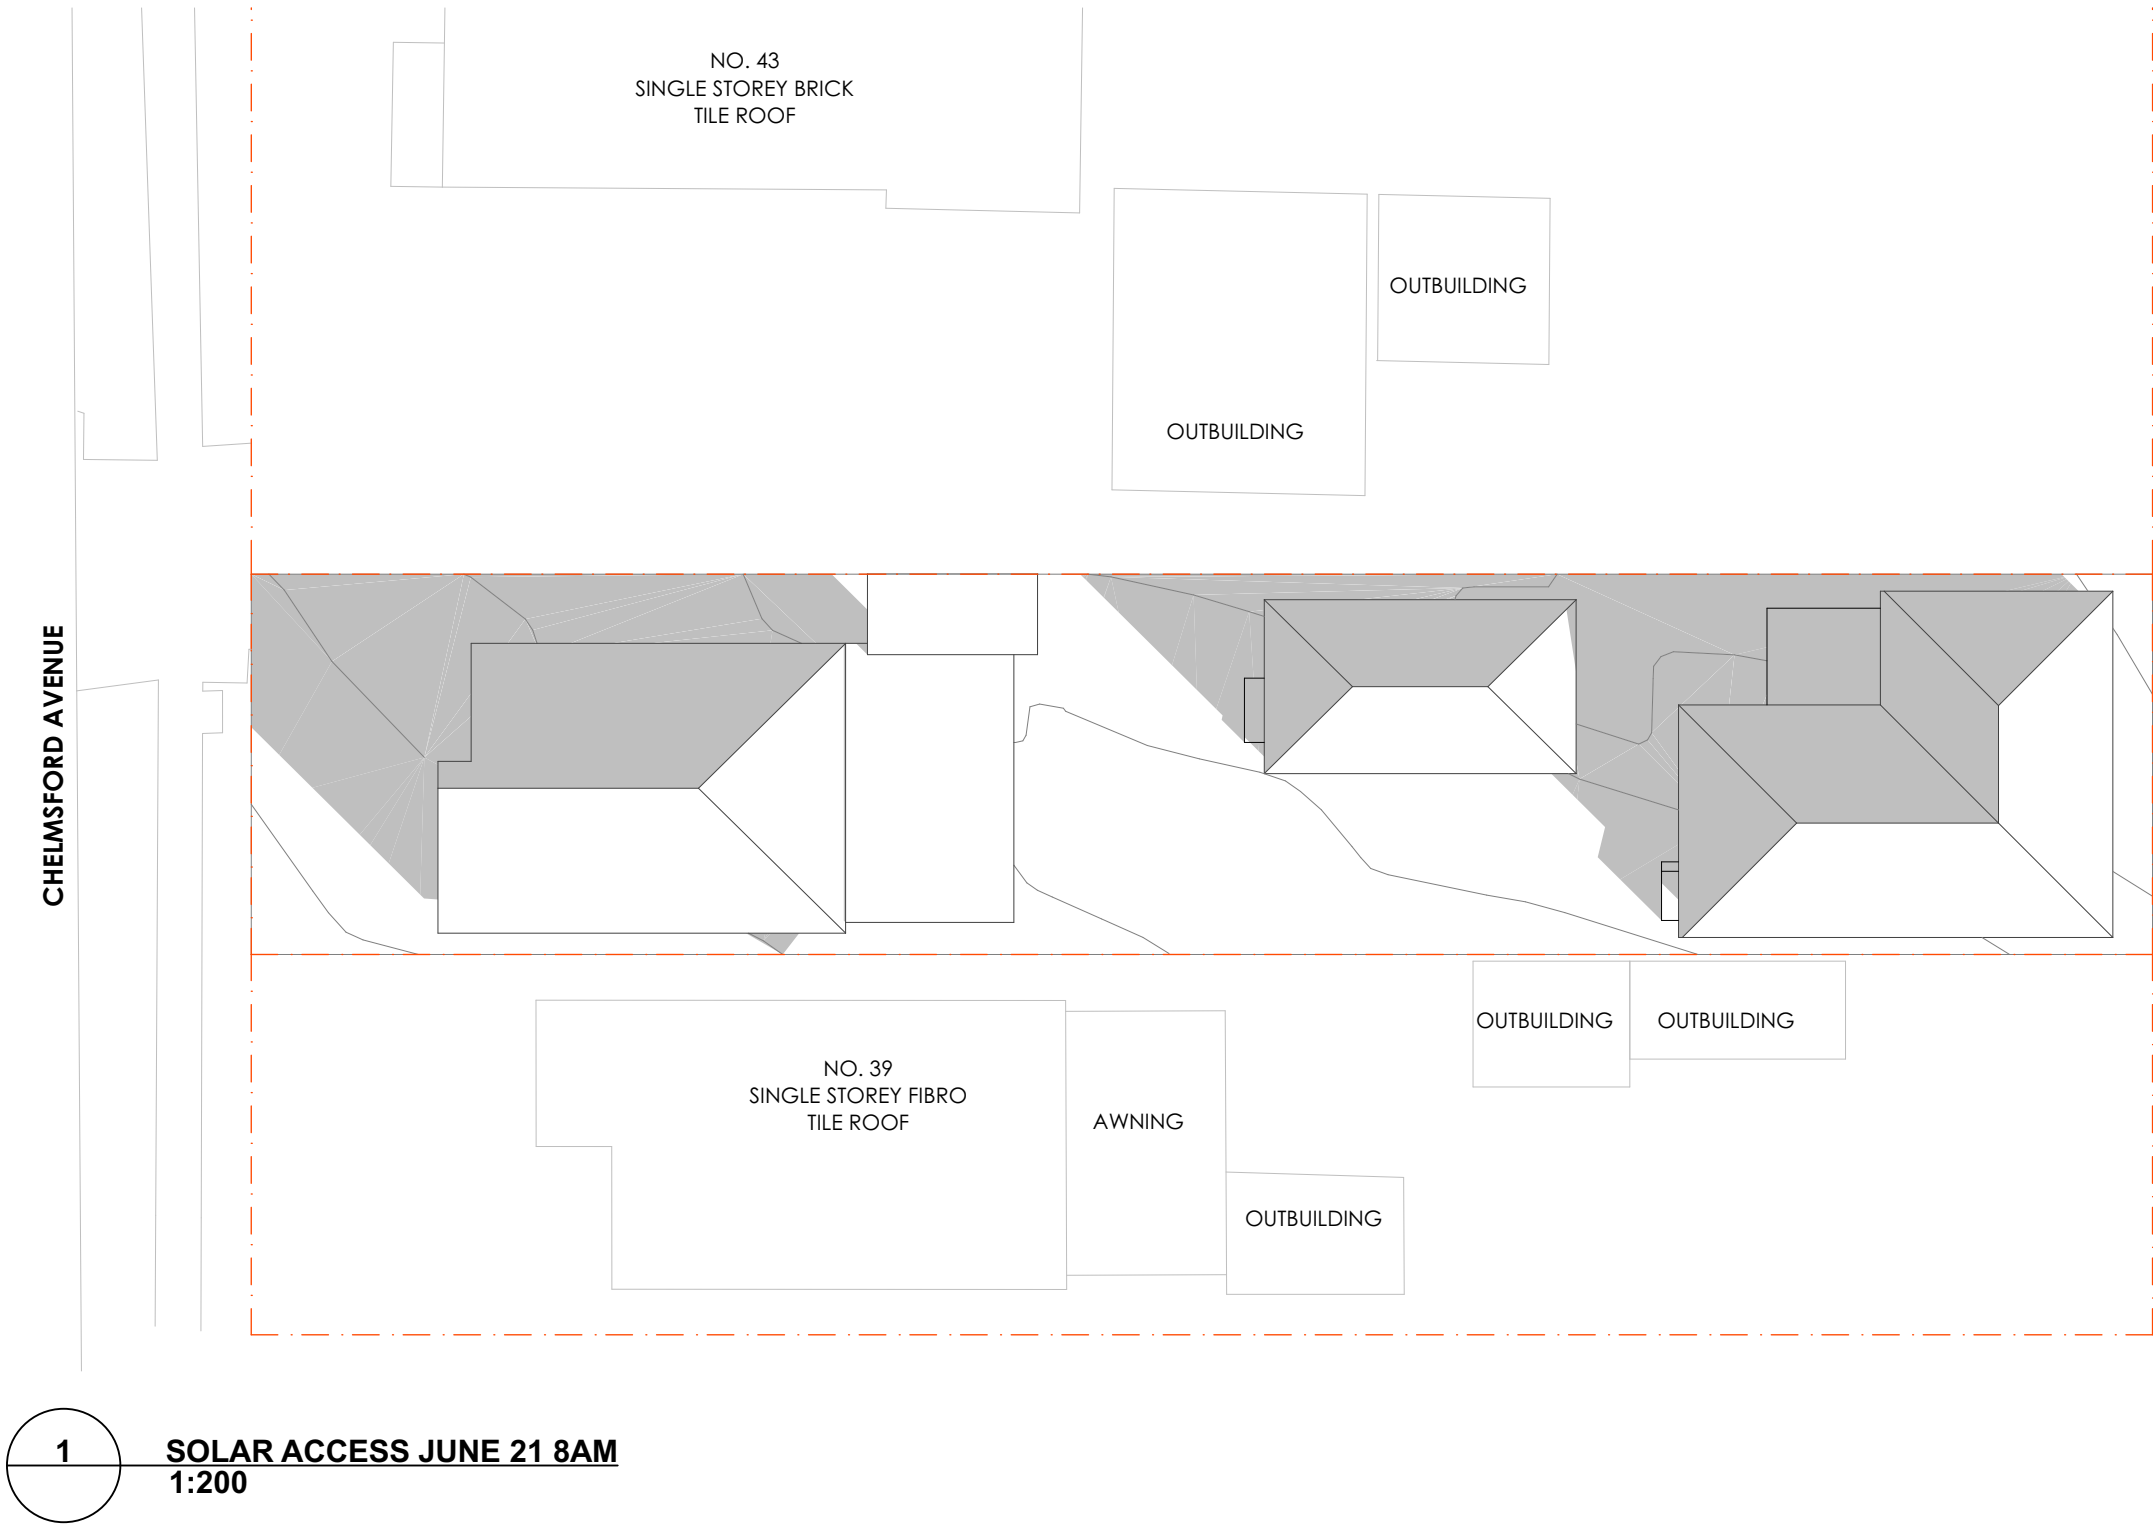 NO. 43
SINGLE STOREY BRICK
TILE ROOF
OUTBUILDING
OUTBUILDING
CHELMSFORD AVENUE
NO. 39
SINGLE STOREY FIBRO
TILE ROOF
AWNING
OUTBUILDING
OUTBUILDING
OUTBUILDING
1
SOLAR ACCESS JUNE 21 8AM
1:200